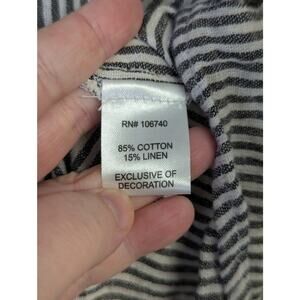 RN# 106740
85% COTTON
15% LINEN
EXCLUSIVE OF
DECORATION